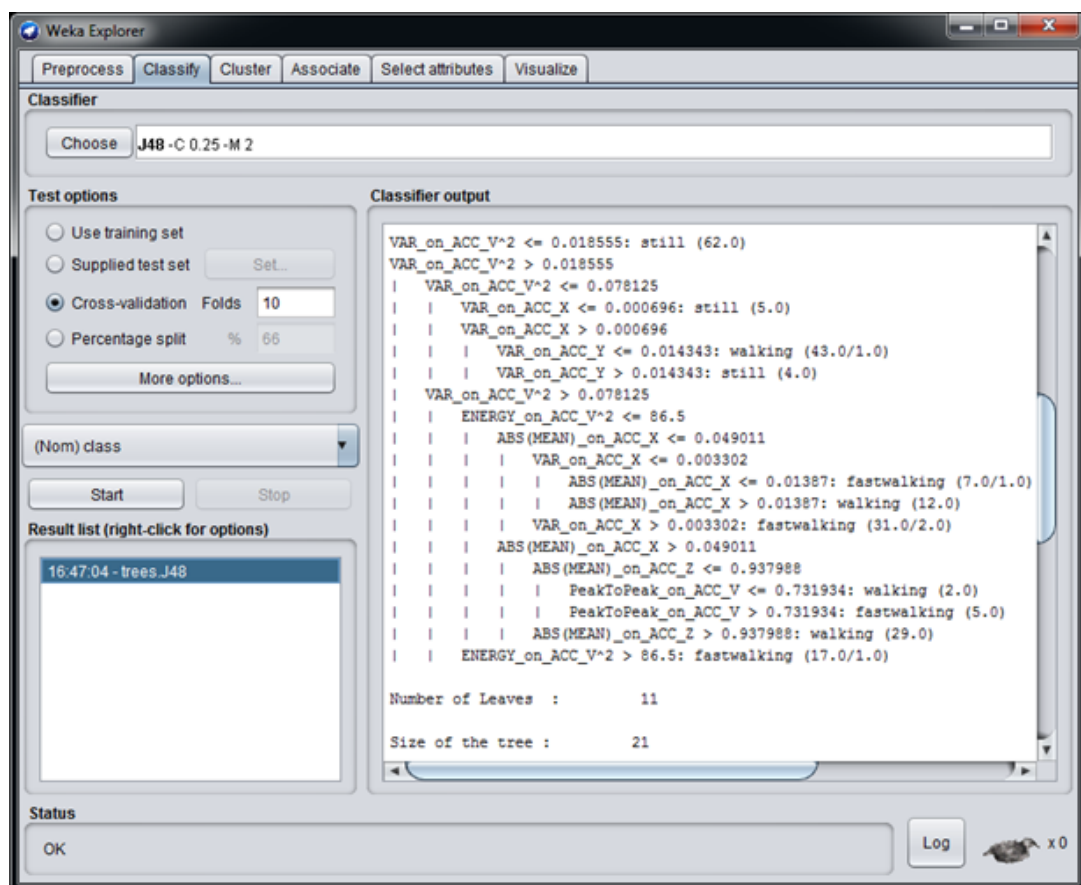 Weka Explorer
Preprocess Classify Cluster Associate Select attributes Visualize
Classifier
Choose J48 -C 0.25 -M 2
Test options
Use training set
Supplied test set Set...
Cross-validation Folds 10
Percentage split % 66
More options...
(Nom) class
Start Stop
Result list (right-click for options)
16:47:04 - trees.J48
Classifier output
VAR_on_ACC_V^2 <= 0.018555: still (62.0)
VAR_on_ACC_V^2 > 0.018555
| VAR_on_ACC_V^2 <= 0.078125
| | VAR_on_ACC_X <= 0.000696: still (5.0)
| | VAR_on_ACC_X > 0.000696
| | | VAR_on_ACC_Y <= 0.014343: walking (43.0/1.0)
| | | VAR_on_ACC_Y > 0.014343: still (4.0)
| VAR_on_ACC_V^2 > 0.078125
| | ENERGY_on_ACC_V^2 <= 86.5
| | | ABS(MEAN)_on_ACC_X <= 0.049011
| | | | VAR_on_ACC_X <= 0.003302
| | | | | ABS(MEAN)_on_ACC_X <= 0.01387: fastwalking (7.0/1.0)
| | | | | ABS(MEAN)_on_ACC_X > 0.01387: walking (12.0)
| | | | VAR_on_ACC_X > 0.003302: fastwalking (31.0/2.0)
| | | ABS(MEAN)_on_ACC_X > 0.049011
| | | | ABS(MEAN)_on_ACC_Z <= 0.937988
| | | | | PeakToPeak_on_ACC_V <= 0.731934: walking (2.0)
| | | | | PeakToPeak_on_ACC_V > 0.731934: fastwalking (5.0)
| | | | ABS(MEAN)_on_ACC_Z > 0.937988: walking (29.0)
| | ENERGY_on_ACC_V^2 > 86.5: fastwalking (17.0/1.0)
Number of Leaves : 11
Size of the tree : 21
Status
OK
Log x 0